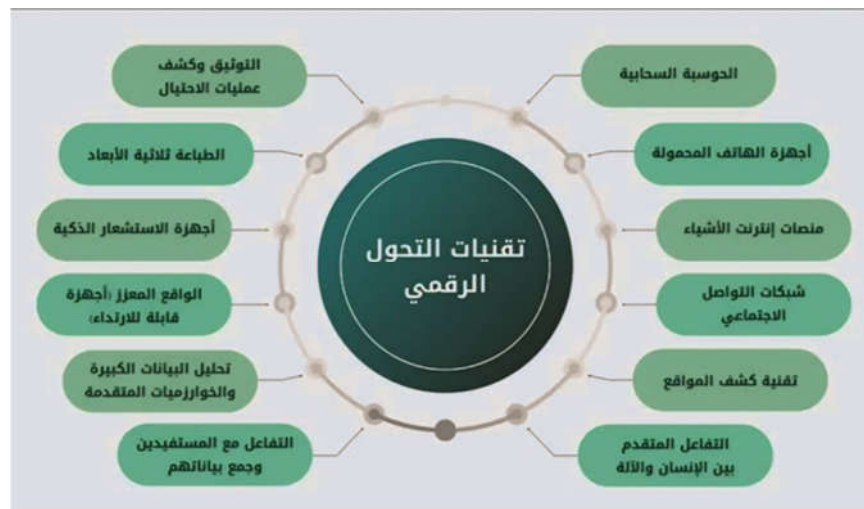 تقنيات التحول
الرقمي
الحوسبة السحابية
أجهزة الهاتف المحمولة
منصات إنترنت الأشياء
شبكات التواصل
الاجتماعي
تقنية كشف المواقع
التفاعل المتقدم
بين الإنسان والآلة
التوثيق وكشف
عمليات الاحتيال
الطباعة ثلاثية الأبعاد
أجهزة الاستشعار الذكية
الواقع المعزز (أجهزة
قابلة للارتداء)
تحليل البيانات الكبيرة
والخوارزميات المتقدمة
التفاعل مع المستفيدين
وجمع بياناتهم